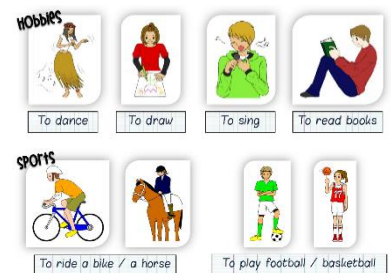 Hobbies
To dance
To draw
To sing
To read books
Sports
To ride a bike / a horse
To play football / basketball